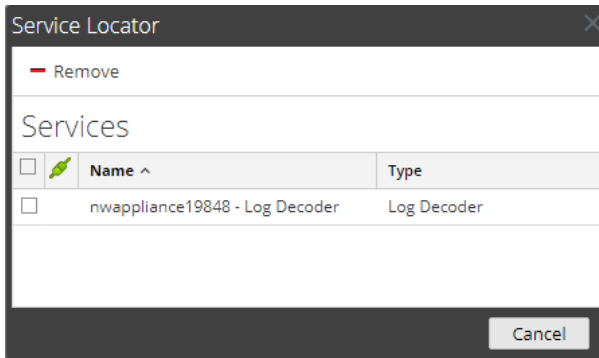 Service Locator
Remove
Services
Name Type
nwappliance19848 - Log Decoder Log Decoder
Cancel